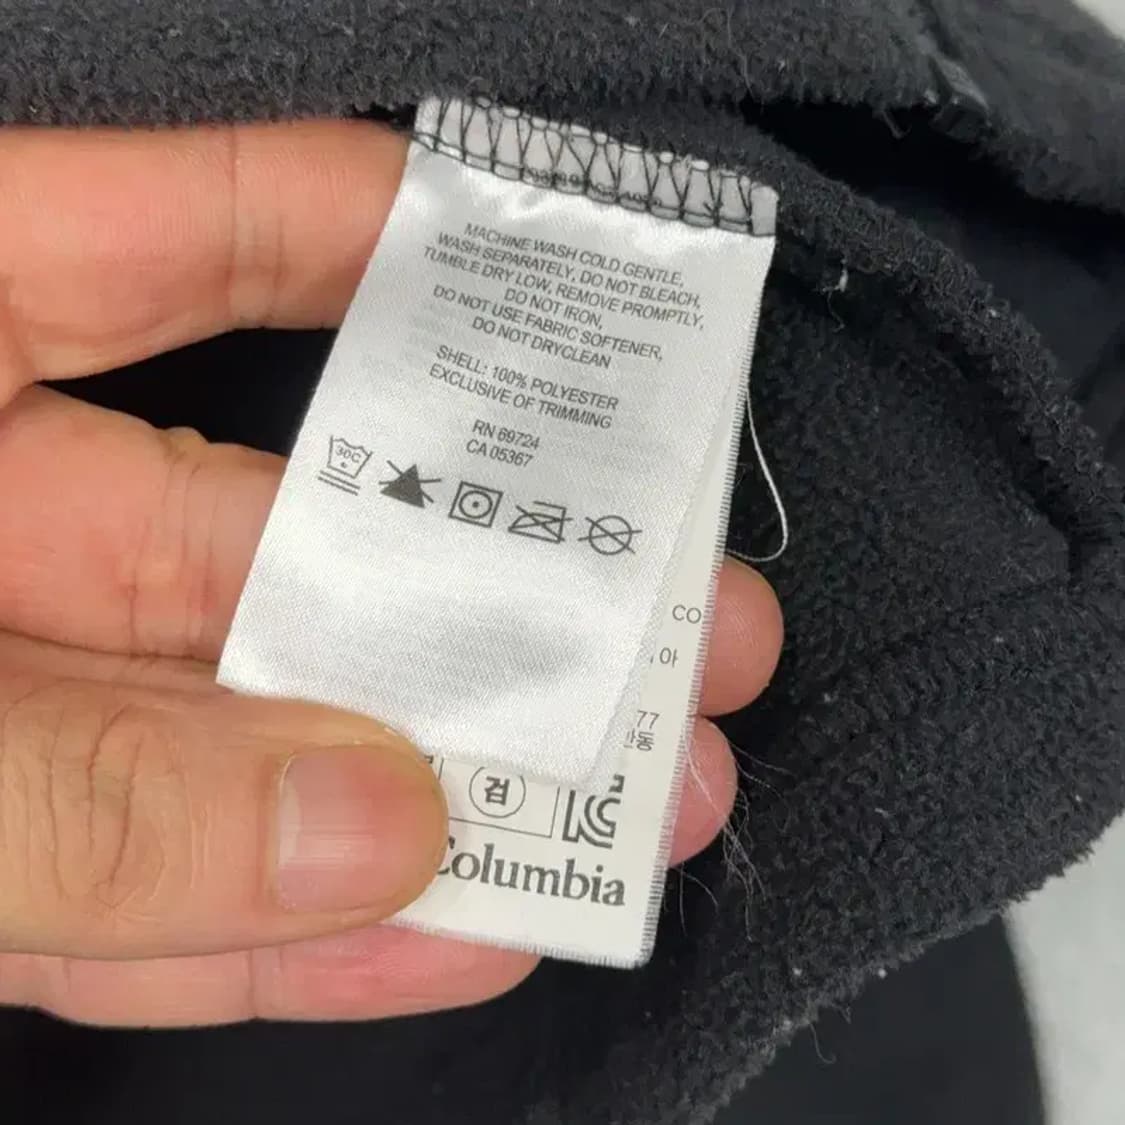 MACHINE WASH COLD GENTLE,
WASH SEPARATELY, DO NOT BLEACH,
TUMBLE DRY LOW, REMOVE PROMPTLY,
DO NOT IRON,
DO NOT USE FABRIC SOFTENER,
DO NOT DRYCLEAN
SHELL: 100% POLYESTER
EXCLUSIVE OF TRIMMING
RN 69724
CA 05367
30C
CO
아
77
검
Columbia